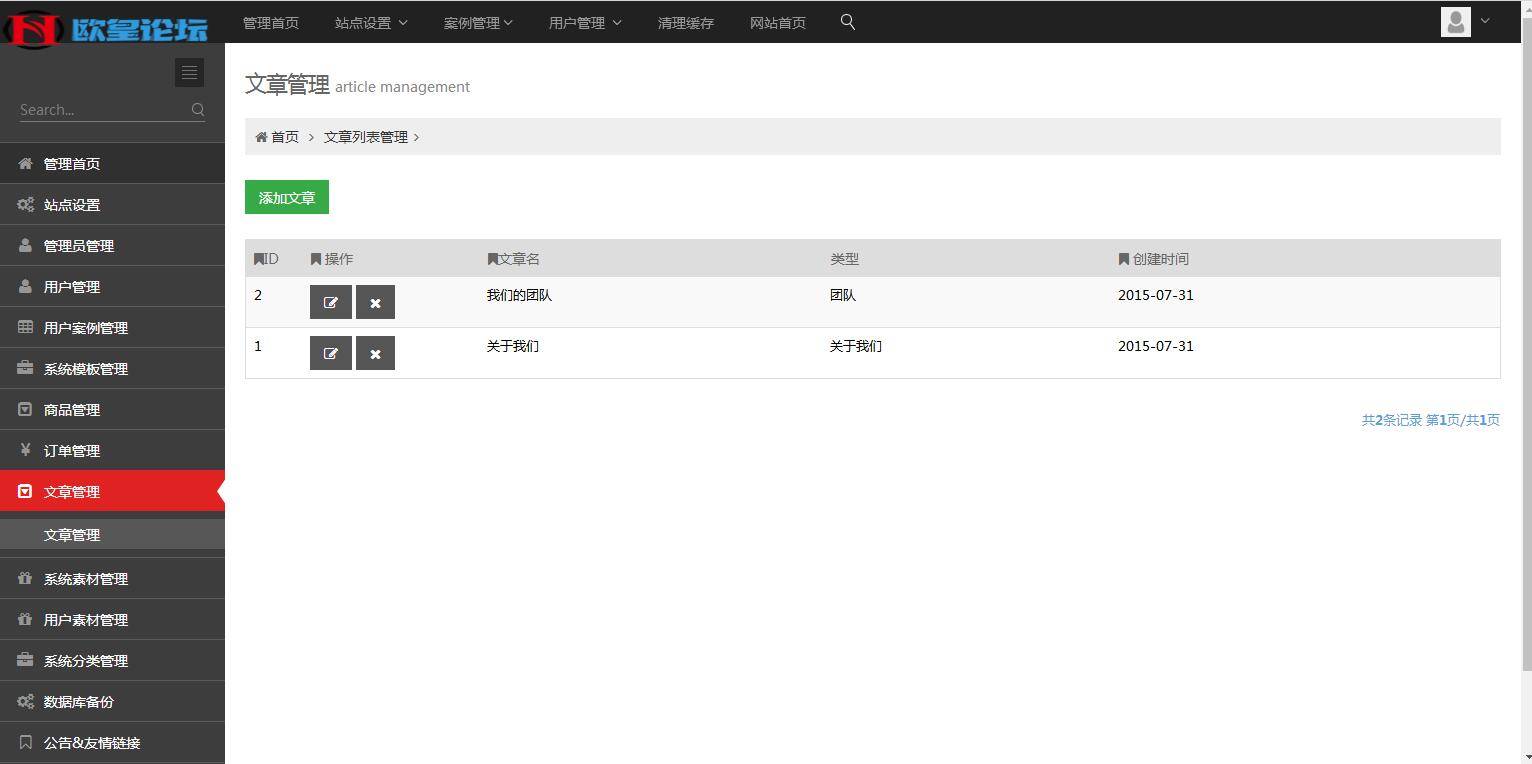 欧皇论坛 管理首页 站点设置 案例管理 用户管理 清理缓存 网站首页
Search...
管理首页
站点设置
管理员管理
用户管理
用户案例管理
系统模板管理
商品管理
¥ 订单管理
文章管理
文章管理
系统素材管理
用户素材管理
系统分类管理
数据库备份
公告&友情链接
文章管理 article management
首页 > 文章列表管理 >
添加文章
ID 操作 文章名 类型 创建时间
2 我们的团队 团队 2015-07-31
1 关于我们 关于我们 2015-07-31
共2条记录 第1页/共1页